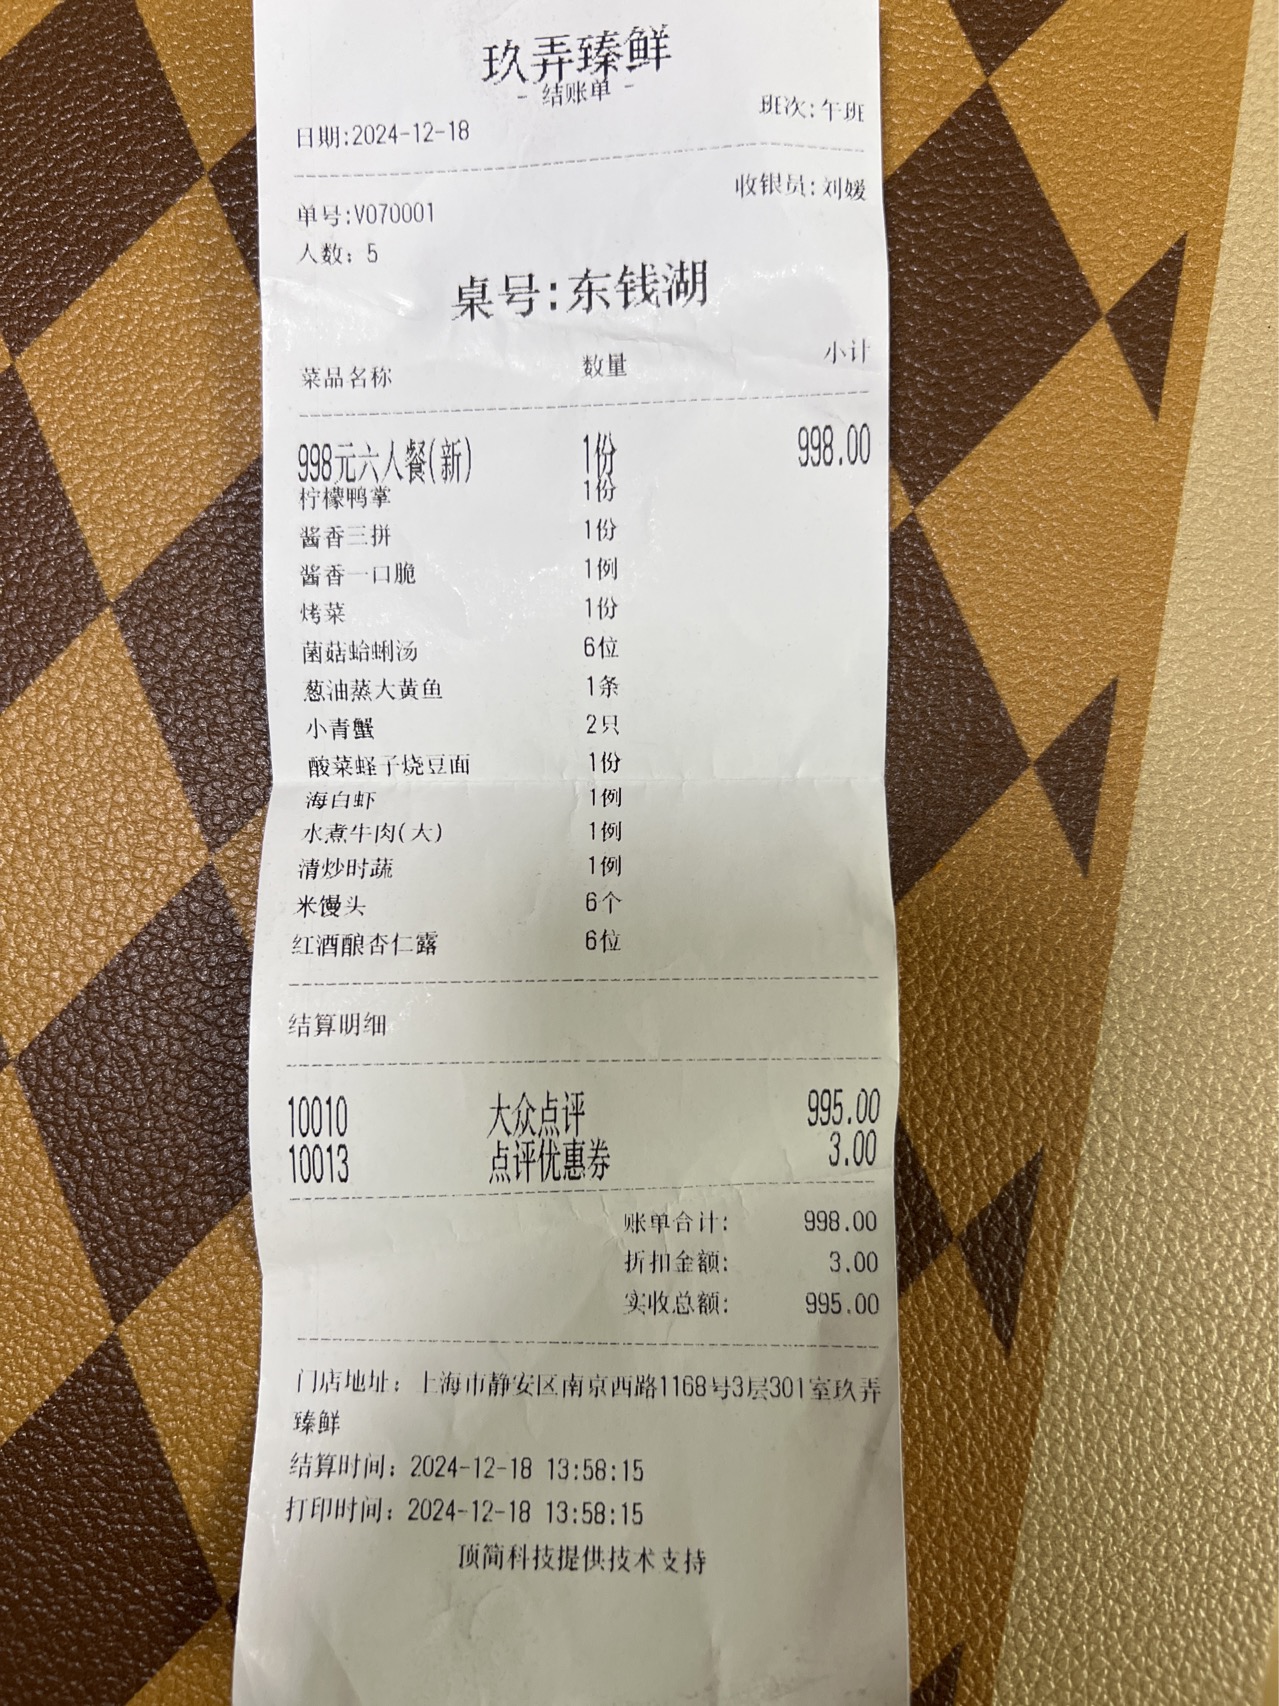 玖弄臻鲜
- 结账单 -
日期:2024-12-18 班次:午班
单号:V070001 收银员:刘媛
人数: 5
桌号:东钱湖
菜品名称 数量 小计
998元六人餐(新) 1份 998.00
柠檬鸭掌 1份
酱香三拼 1份
酱香一口脆 1例
烤菜 1份
菌菇蛤蜊汤 6位
葱油蒸大黄鱼 1条
小青蟹 2只
酸菜蛏子烧豆面 1份
海白虾 1例
水煮牛肉(大) 1例
清炒时蔬 1例
米馒头 6个
红酒酿杏仁露 6位
结算明细
10010 大众点评 995.00
10013 点评优惠券 3.00
账单合计: 998.00
折扣金额: 3.00
实收总额: 995.00
门店地址: 上海市静安区南京西路1168号3层301室玖弄
臻鲜
结算时间: 2024-12-18 13:58:15
打印时间: 2024-12-18 13:58:15
顶简科技提供技术支持